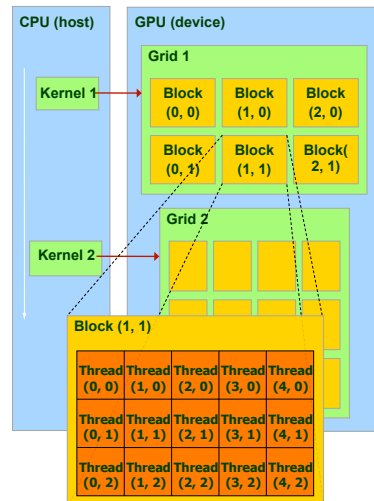 CPU (host)
GPU (device)
Grid 1
Kernel 1
Block
(0, 0)
Block
(1, 0)
Block
(2, 0)
Block
(0, 1)
Block
(1, 1)
Block(
2, 1)
Grid 2
Kernel 2
Block (1, 1)
Thread Thread Thread Thread Thread
(0, 0) (1, 0) (2, 0) (3, 0) (4, 0)
Thread Thread Thread Thread Thread
(0, 1) (1, 1) (2, 1) (3, 1) (4, 1)
Thread Thread Thread Thread Thread
(0, 2) (1, 2) (2, 2) (3, 2) (4, 2)